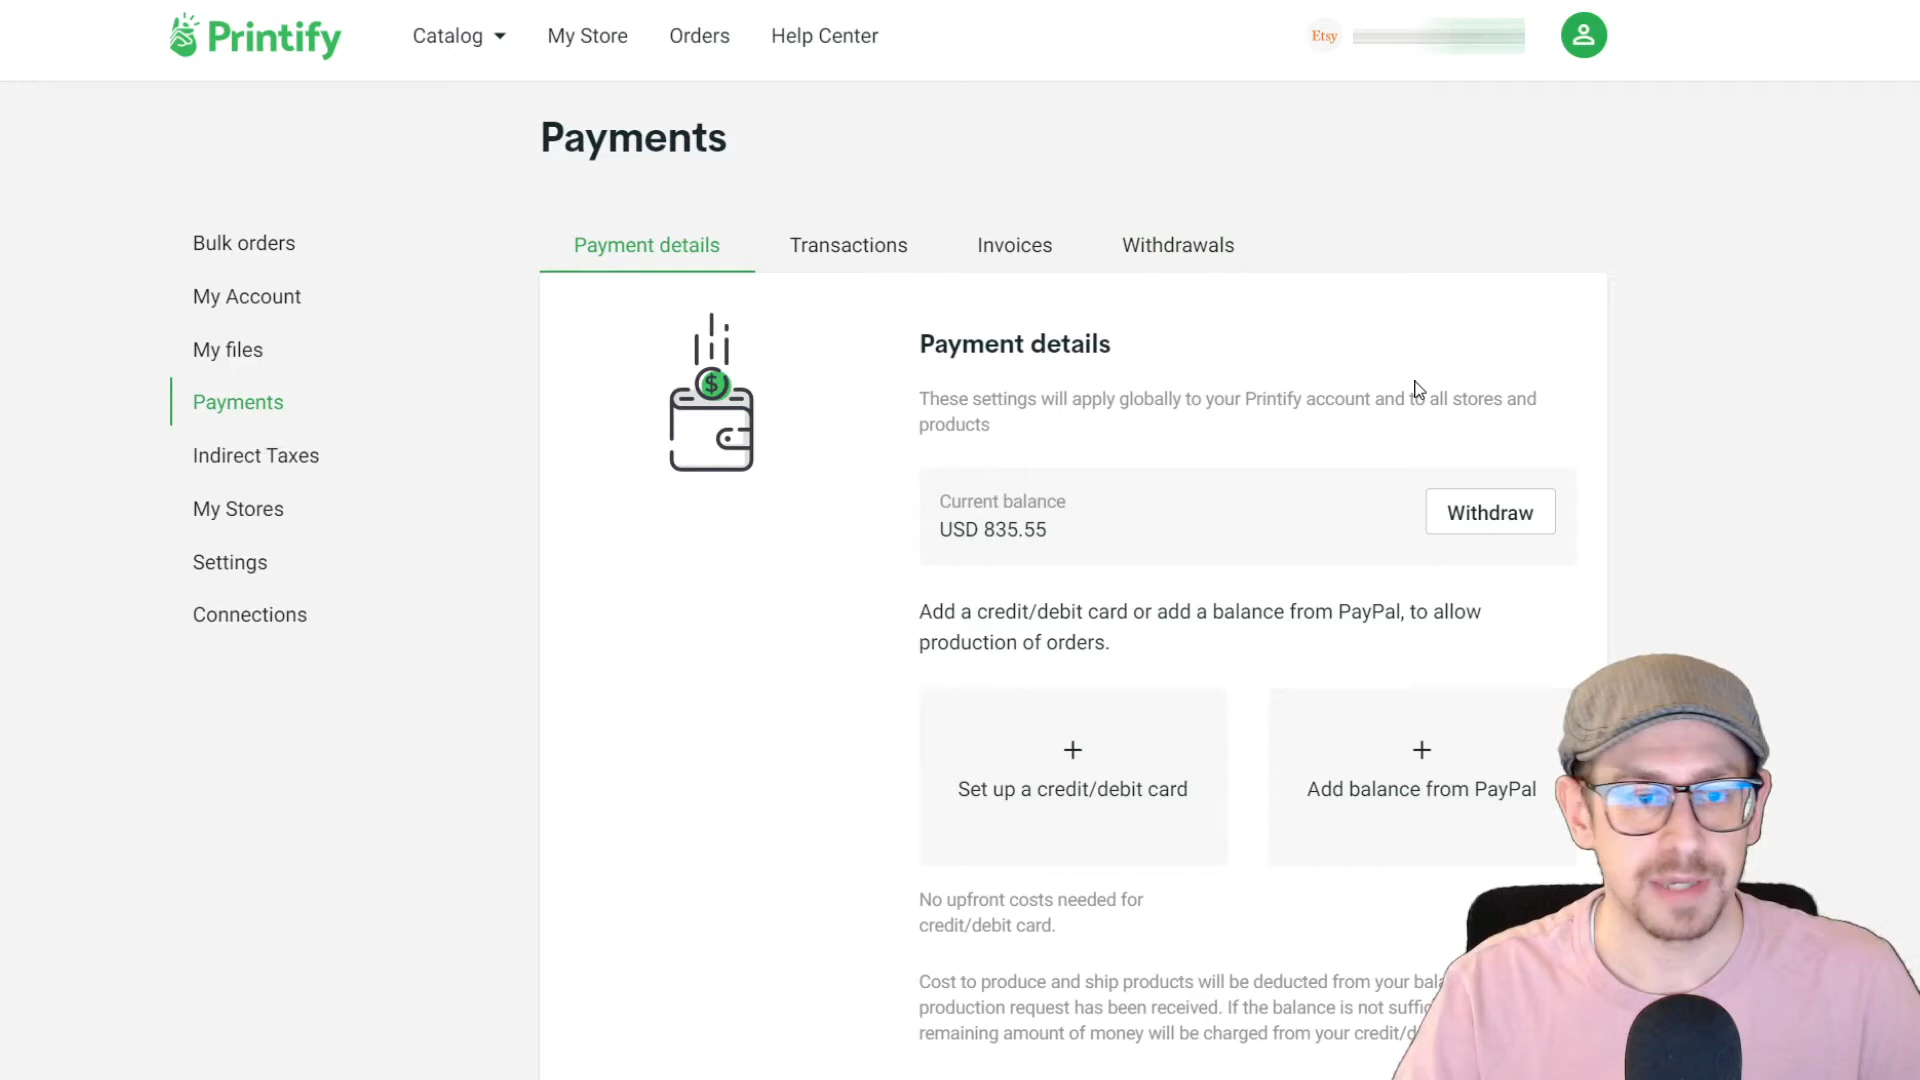 Printify
Catalog
My Store
Orders
Help Center
Etsy
Payments
Bulk orders
My Account
My files
Payments
Indirect Taxes
My Stores
Settings
Connections
Payment details
Transactions
Invoices
Withdrawals
Payment details
These settings will apply globally to your Printify account and to all stores and
products
Current balance
USD 835.55
Withdraw
Add a credit/debit card or add a balance from PayPal, to allow
production of orders.
+
Set up a credit/debit card
+
Add balance from PayPal
No upfront costs needed for
credit/debit card.
Cost to produce and ship products will be deducted from your
production request has been received. If the balance is not
remaining amount of money will be charged from your